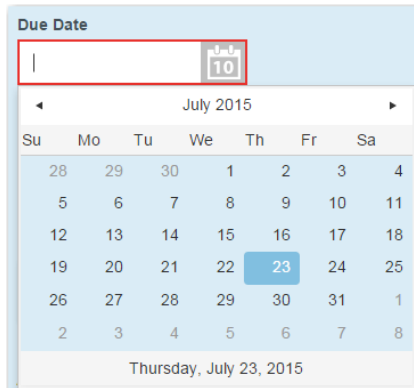 Due Date
10
July 2015
Su Mo Tu We Th Fr Sa
28 29 30 1 2 3 4
5 6 7 8 9 10 11
12 13 14 15 16 17 18
19 20 21 22 23 24 25
26 27 28 29 30 31 1
2 3 4 5 6 7 8
Thursday, July 23, 2015